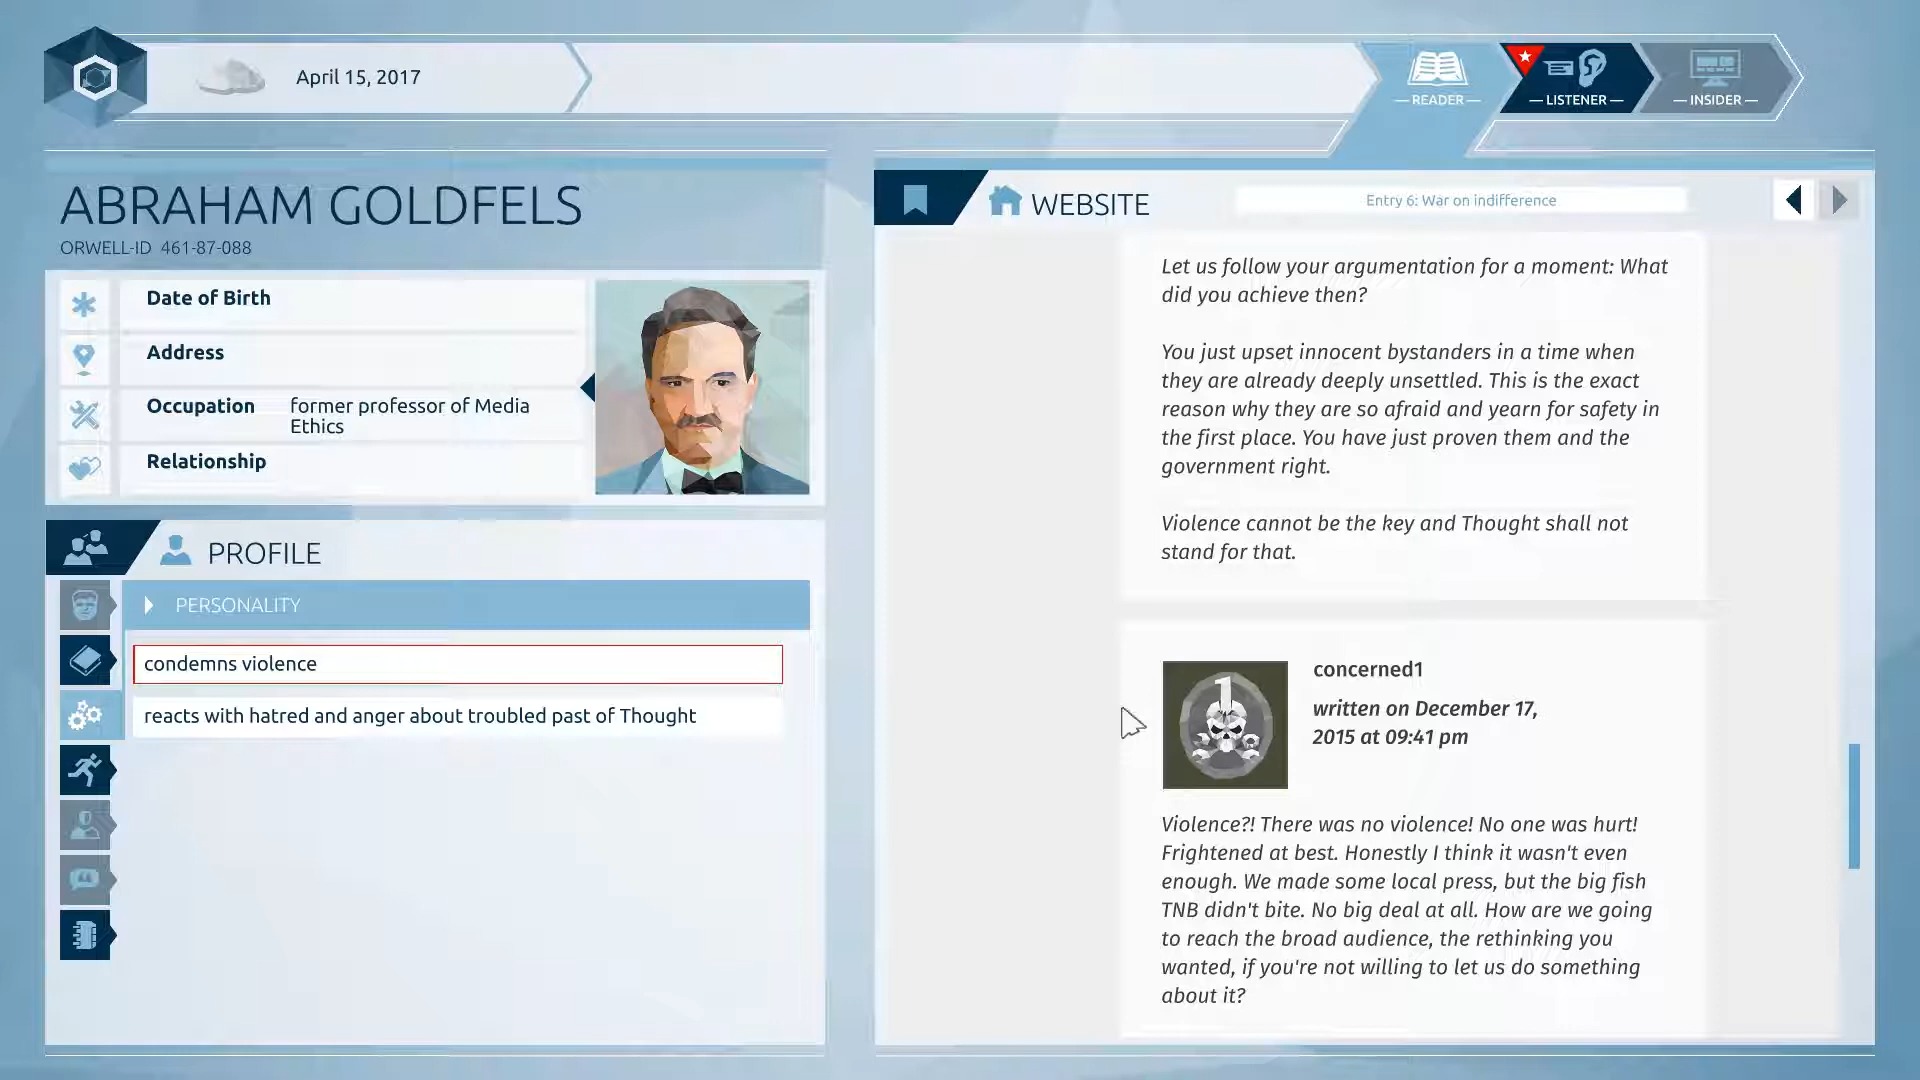 April 15, 2017
READER
LISTENER
INSIDER
ABRAHAM GOLDFELS
ORWELL-ID 461-87-088
Date of Birth
Address
Occupation former professor of Media
Ethics
Relationship
PROFILE
PERSONALITY
condemns violence
reacts with hatred and anger about troubled past of Thought
WEBSITE
Entry 6: War on indifference
Let us follow your argumentation for a moment: What
did you achieve then?
You just upset innocent bystanders in a time when
they are already deeply unsettled. This is the exact
reason why they are so afraid and yearn for safety in
the first place. You have just proven them and the
government right.
Violence cannot be the key and Thought shall not
stand for that.
1
concerned1
written on December 17,
2015 at 09:41 pm
Violence?! There was no violence! No one was hurt!
Frightened at best. Honestly I think it wasn't even
enough. We made some local press, but the big fish
TNB didn't bite. No big deal at all. How are we going
to reach the broad audience, the rethinking you
wanted, if you're not willing to let us do something
about it?